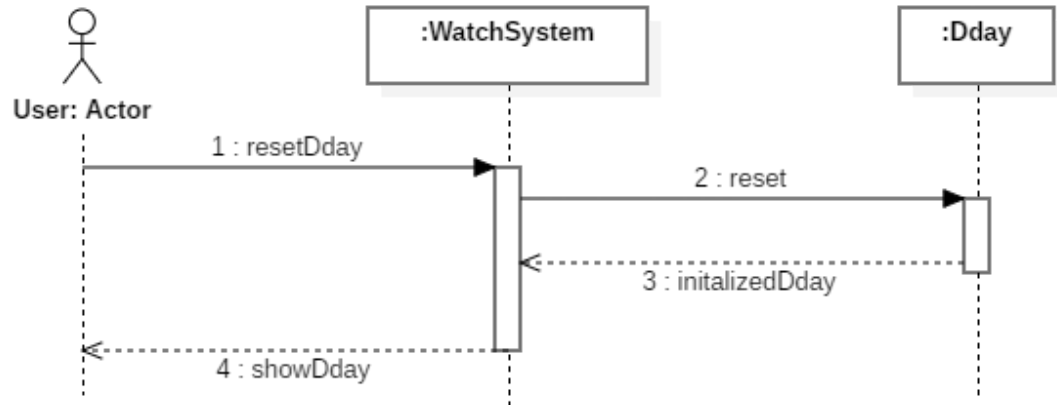 :WatchSystem
:Dday
User: Actor
1 : resetDday
2 : reset
3 : initalizedDday
4 : showDday